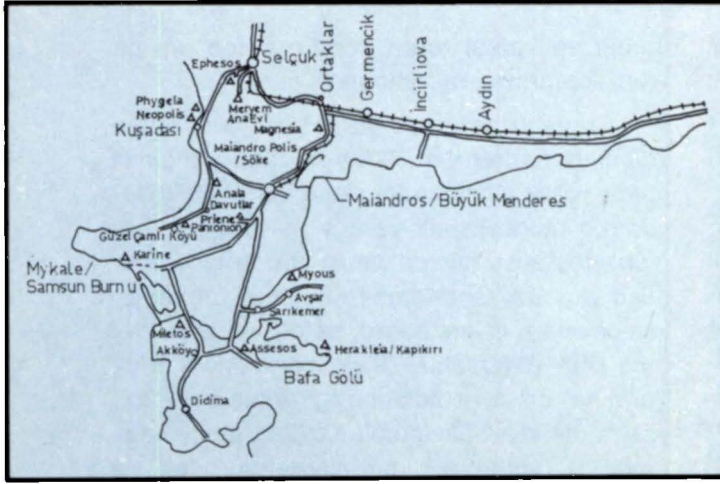 Ephesos
Selçuk
Ortaklar
Germencik
İncirliova
Aydın
Phygela
Neopolis
Kuşadası
Meryem
Ana Evi
Magnesia
Maiandro Polis
/Söke
Anaia
Davutlar
Maiandros/Büyük Menderes
Priene
Panionion
Güzel Çamlı Köyü
Karine
Mykale/
Samsun Burnu
Myous
Avşar
Sarıkemer
Miletos
Akköy
Assesos
Herakleia/Kapıkırı
Bafa Gölü
Didima